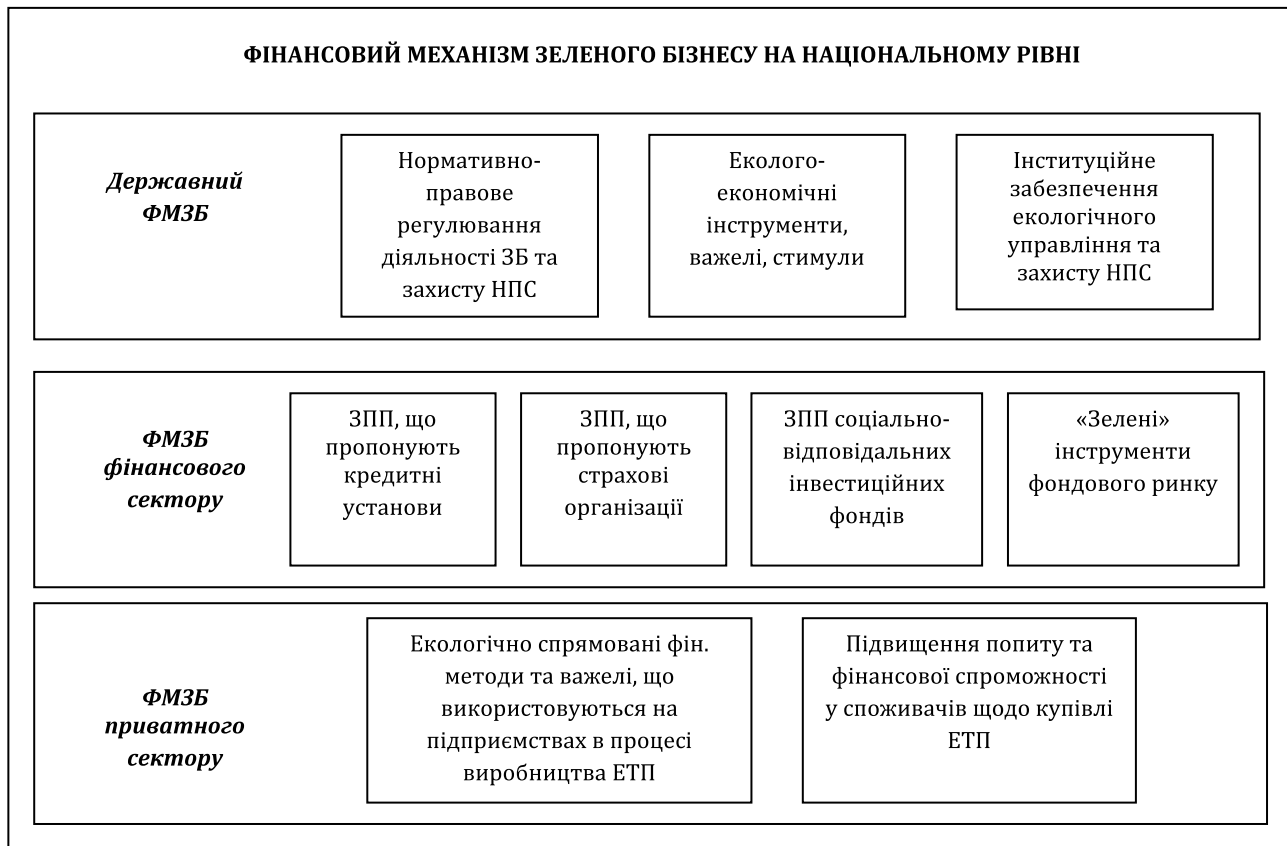 ФІНАНСОВИЙ МЕХАНІЗМ ЗЕЛЕНОГО БІЗНЕСУ НА НАЦІОНАЛЬНОМУ РІВНІ
Державний
ФМЗБ
Нормативно-
правове
регулювання
діяльності ЗБ та
захисту НПС
Еколого-
економічні
інструменти,
важелі, стимули
Інституційне
забезпечення
екологічного
управління та
захисту НПС
ФМЗБ
фінансового
сектору
ЗПП, що
пропонують
кредитні
установи
ЗПП, що
пропонують
страхові
організації
ЗПП соціально-
відповідальних
інвестиційних
фондів
«Зелені»
інструменти
фондового ринку
ФМЗБ
приватного
сектору
Екологічно спрямовані фін.
методи та важелі, що
використовуються на
підприємствах в процесі
виробництва ЕТП
Підвищення попиту та
фінансової спроможності
у споживачів щодо купівлі
ЕТП